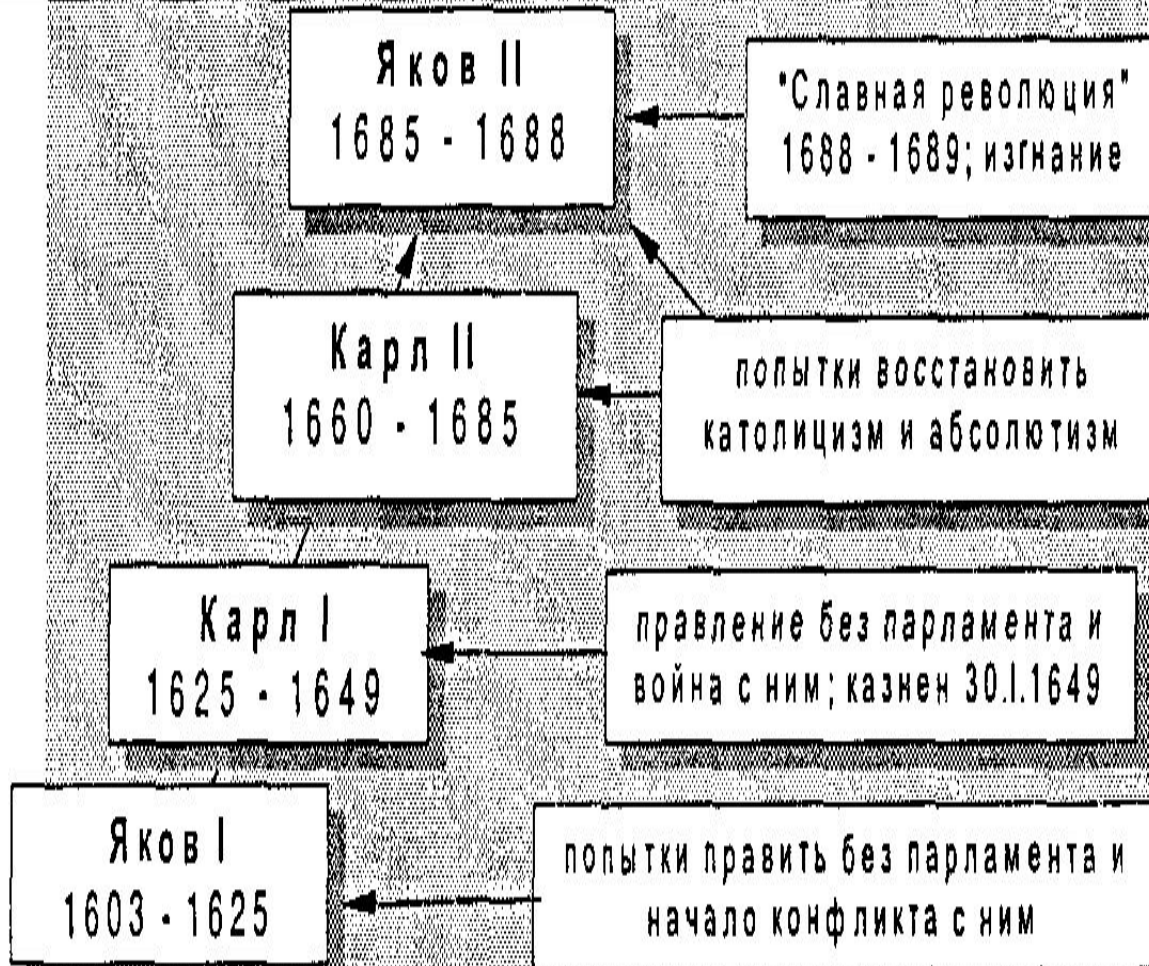 Яков II
1685 - 1688
"Славная революция"
1688 - 1689; изгнание
Карл II
1660 - 1685
попытки восстановить
католицизм и абсолютизм
Карл I
1625 - 1649
правление без парламента и
война с ним; казнен 30.I.1649
Яков I
1603 - 1625
попытки править без парламента и
начало конфликта с ним